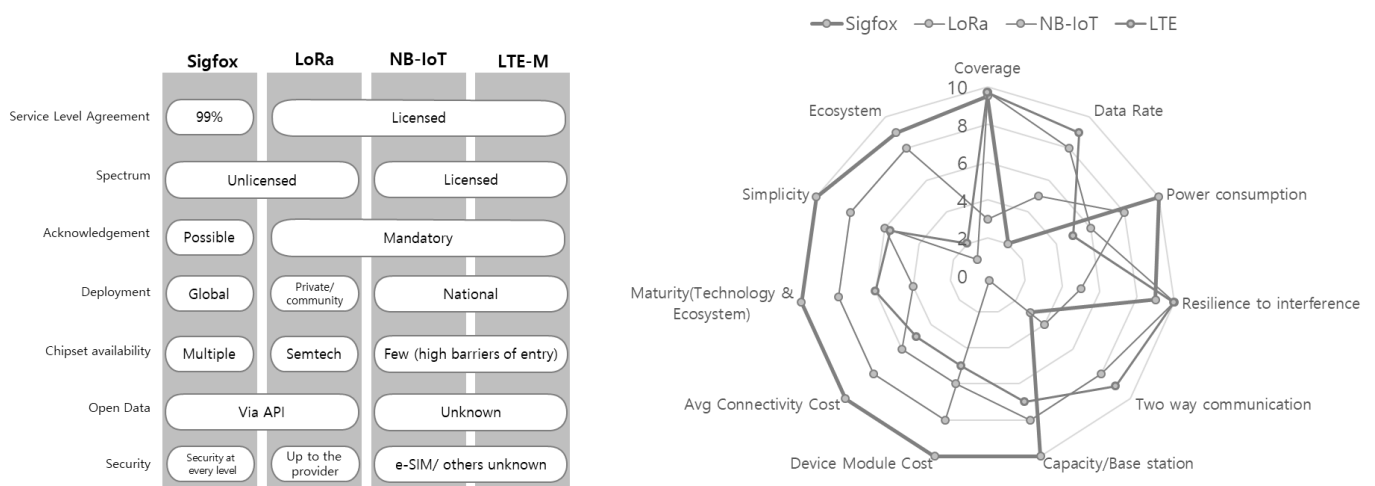 Sigfox LoRa NB-IoT LTE-M
Service Level Agreement 99% Licensed
Spectrum Unlicensed Licensed
Acknowledgement Possible Mandatory
Deployment Global Private/
community National
Chipset availability Multiple Semtech Few (high barriers of entry)
Open Data Via API Unknown
Security Security at
every level Up to the
provider e-SIM/ others unknown
Sigfox LoRa NB-IoT LTE
Coverage
Data Rate
Power consumption
Resilience to interference
Two way communication
Capacity/Base station
Device Module Cost
Avg Connectivity Cost
Maturity(Technology &
Ecosystem)
Simplicity
Ecosystem
10
8
6
4
2
0